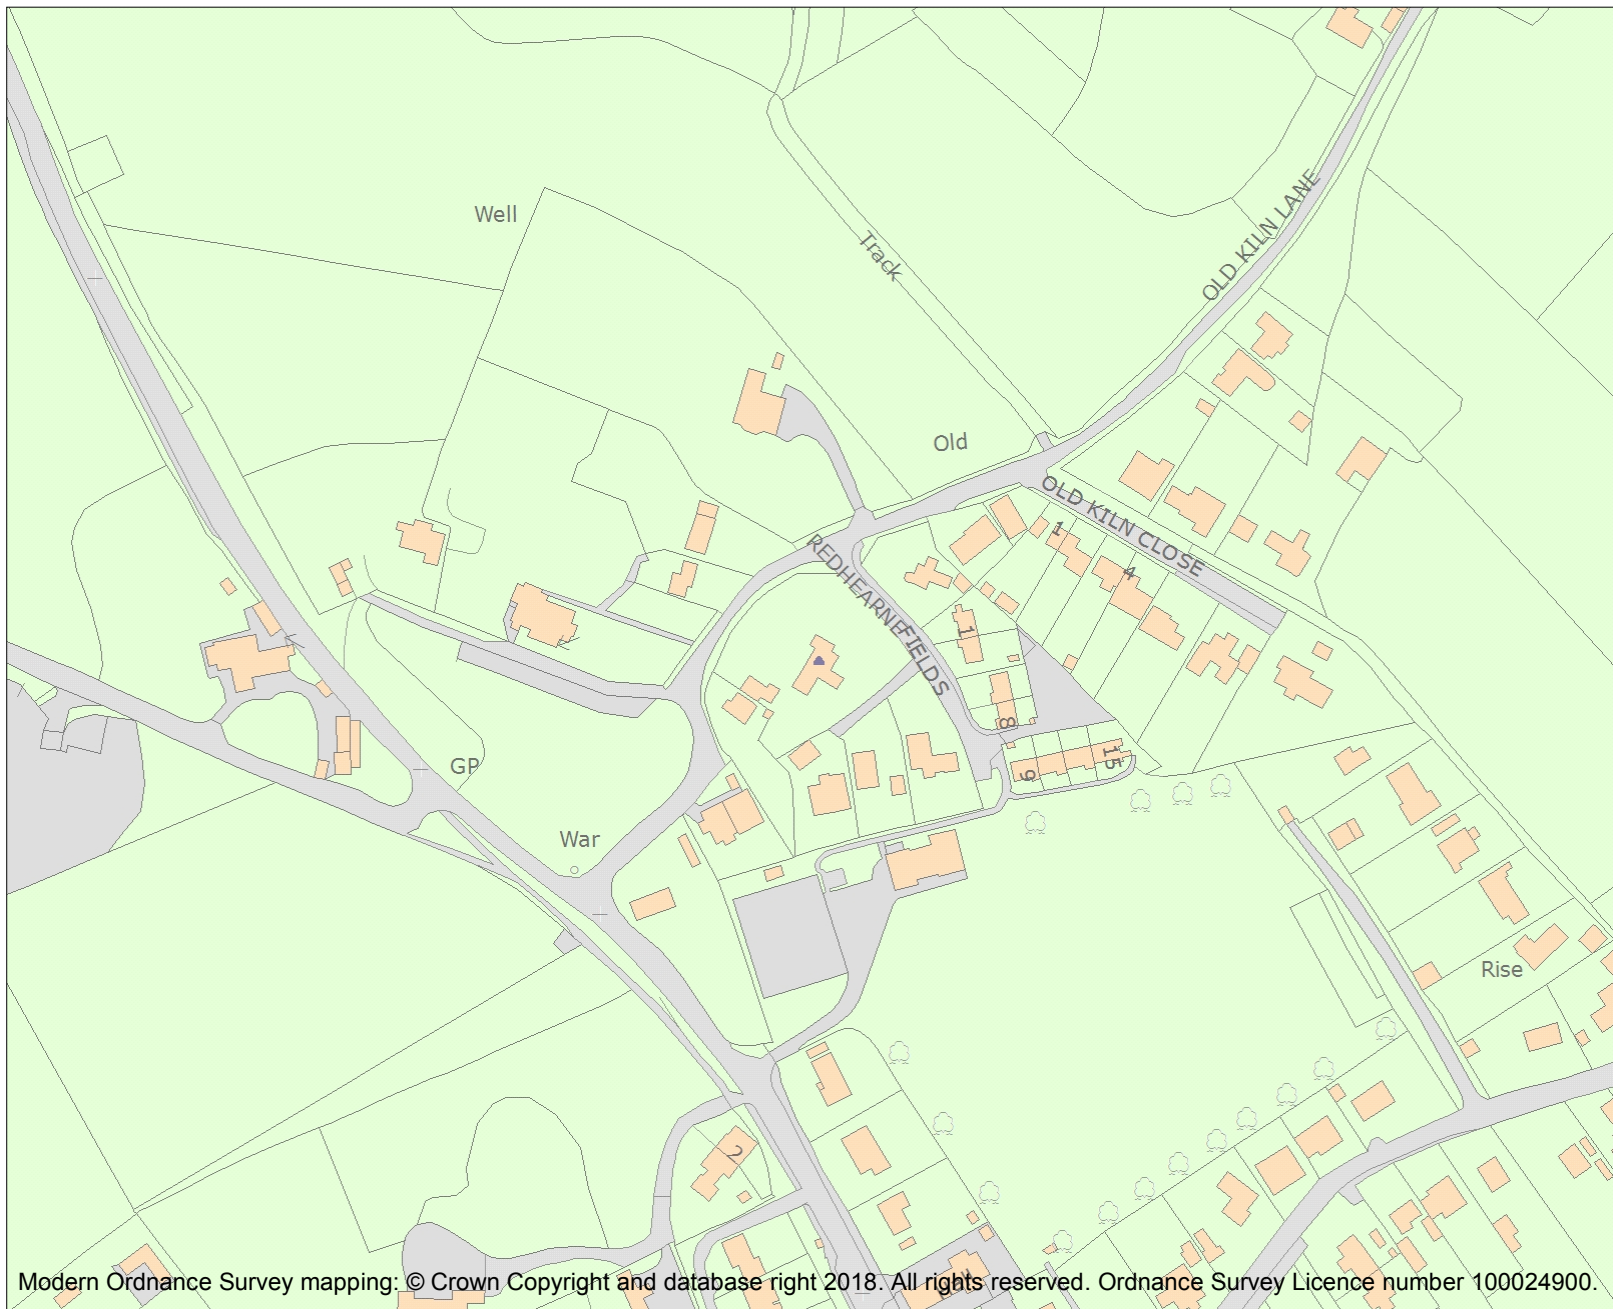 OLD KILN LANE
Well
Track
Old
OLD KILN CLOSE
1
4
REDHEARNE FIELDS
1
8
15
9
GP
War
Rise
2
Modern Ordnance Survey mapping: © Crown Copyright and database right 2018. All rights reserved. Ordnance Survey Licence number 100024900.